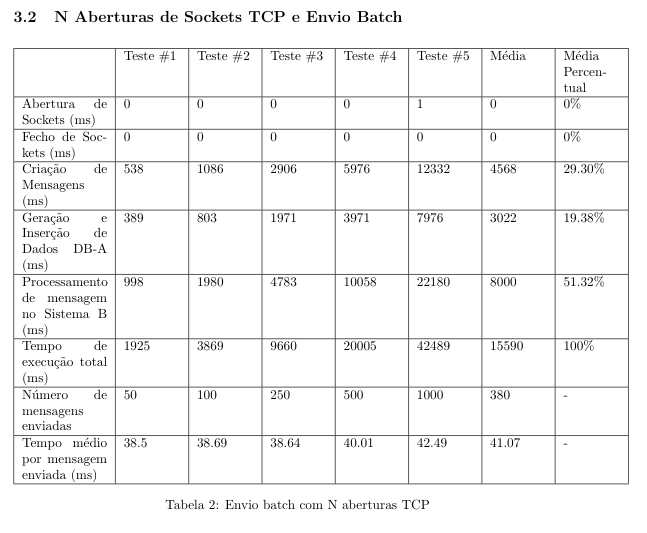 3.2 N Aberturas de Sockets TCP e Envio Batch
Teste #1 Teste #2 Teste #3 Teste #4 Teste #5 Média Média
Percen-
tual
Abertura de 0 0 0 0 1 0 0%
Sockets (ms)
Fecho de Soc- 0 0 0 0 0 0 0%
kets (ms)
Criação de 538 1086 2906 5976 12332 4568 29.30%
Mensagens
(ms)
Geração e 389 803 1971 3971 7976 3022 19.38%
Inserção de
Dados DB-A
(ms)
Processamento 998 1980 4783 10058 22180 8000 51.32%
de mensagem
no Sistema B
(ms)
Tempo de 1925 3869 9660 20005 42489 15590 100%
execução total
(ms)
Número de 50 100 250 500 1000 380 -
mensagens
enviadas
Tempo médio 38.5 38.69 38.64 40.01 42.49 41.07 -
por mensagem
enviada (ms)
Tabela 2: Envio batch com N aberturas TCP